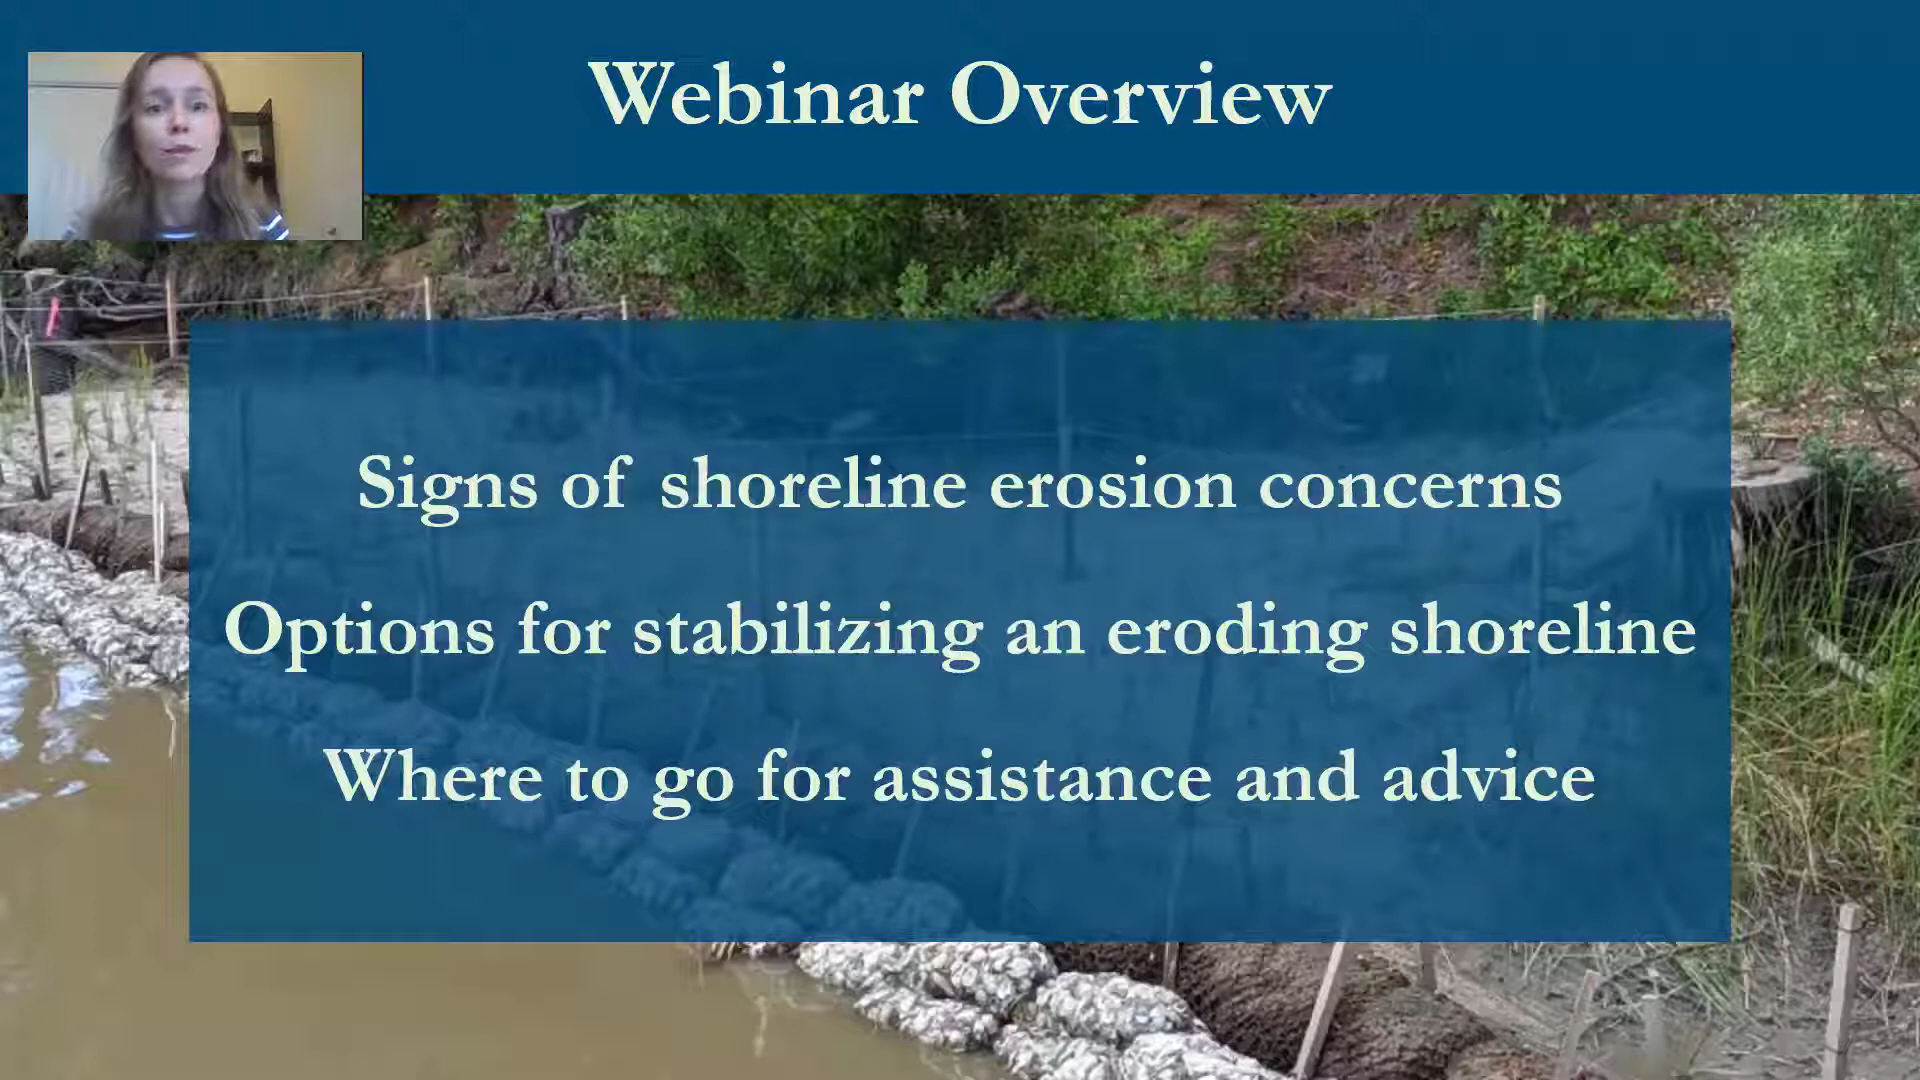 Webinar Overview
Signs of shoreline erosion concerns
Options for stabilizing an eroding shoreline
Where to go for assistance and advice